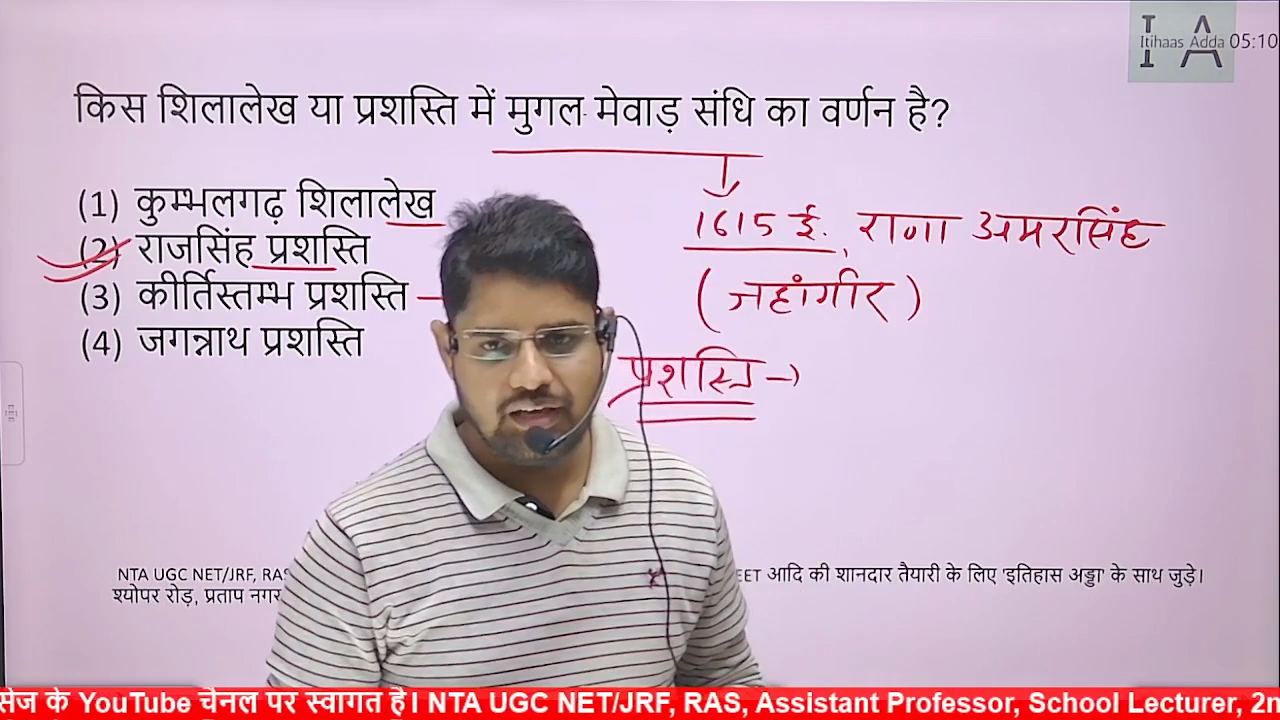 I A
Itihaas Adda 05:10
किस शिलालेख या प्रशस्ति में मुगल मेवाड़ संधि का वर्णन है?
(1) कुम्भलगढ़ शिलालेख
(2) राजसिंह प्रशस्ति
(3) कीर्तिस्तम्भ प्रशस्ति
(4) जगन्नाथ प्रशस्ति
1615 ई. राणा अमरसिंह
(जहांगीर)
प्रशस्ति →
NTA UGC NET/JRF, RAS EET आदि की शानदार तैयारी के लिए 'इतिहास अड्डा' के साथ जुड़े।
श्योपर रोड़, प्रताप नगर
सेज के YouTube चैनल पर स्वागत है। NTA UGC NET/JRF, RAS, Assistant Professor, School Lecturer, 2n